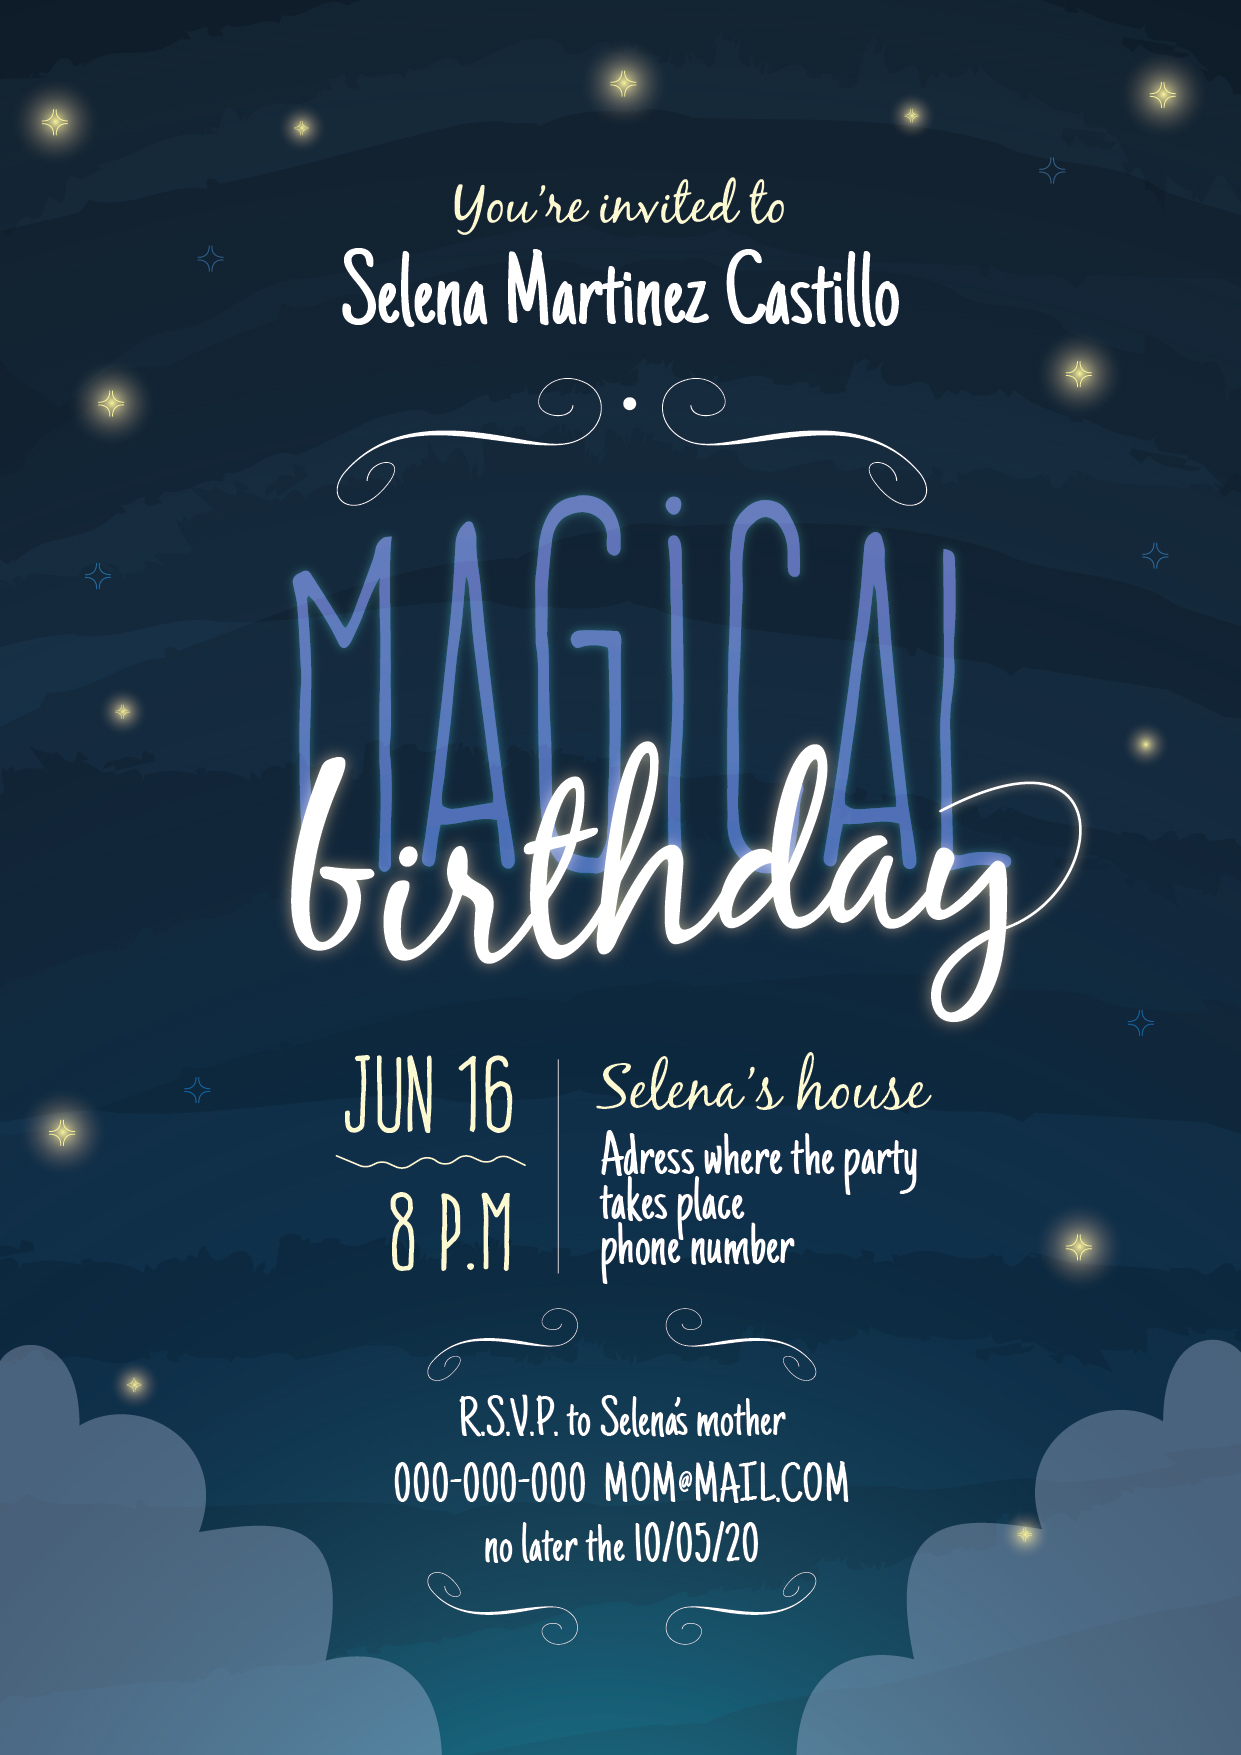 You're invited to
Selena Martinez Castillo
MAGiCAL
birthday
JUN 16
8 P.M
Selena's house
Adress where the party
takes place
phone number
R.S.V.P. to Selena's mother
000-000-000 MOM@MAIL.COM
no later the 10/05/20